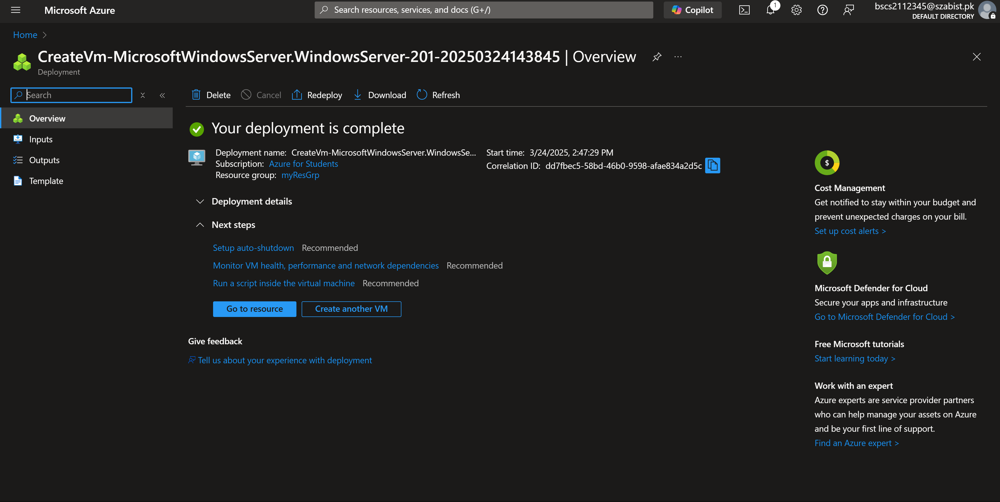 Microsoft Azure
Search resources, services, and docs (G+/)
Copilot
1
bscs2112345@szabist.pk
DEFAULT DIRECTORY
Home
CreateVm-MicrosoftWindowsServer.WindowsServer-201-20250324143845 | Overview
Deployment
Search
Delete
Cancel
Redeploy
Download
Refresh
Overview
Inputs
Outputs
Template
Your deployment is complete
Deployment name: CreateVm-MicrosoftWindowsServer.WindowsSe...
Subscription: Azure for Students
Resource group: myResGrp
Start time: 3/24/2025, 2:47:29 PM
Correlation ID: dd7fbec5-58bd-46b0-9598-afae834a2d5c
Deployment details
Next steps
Setup auto-shutdown Recommended
Monitor VM health, performance and network dependencies Recommended
Run a script inside the virtual machine Recommended
Go to resource
Create another VM
Give feedback
Tell us about your experience with deployment
$
Cost Management
Get notified to stay within your budget and
prevent unexpected charges on your bill.
Set up cost alerts >
Microsoft Defender for Cloud
Secure your apps and infrastructure
Go to Microsoft Defender for Cloud >
Free Microsoft tutorials
Start learning today >
Work with an expert
Azure experts are service provider partners
who can help manage your assets on Azure
and be your first line of support.
Find an Azure expert >